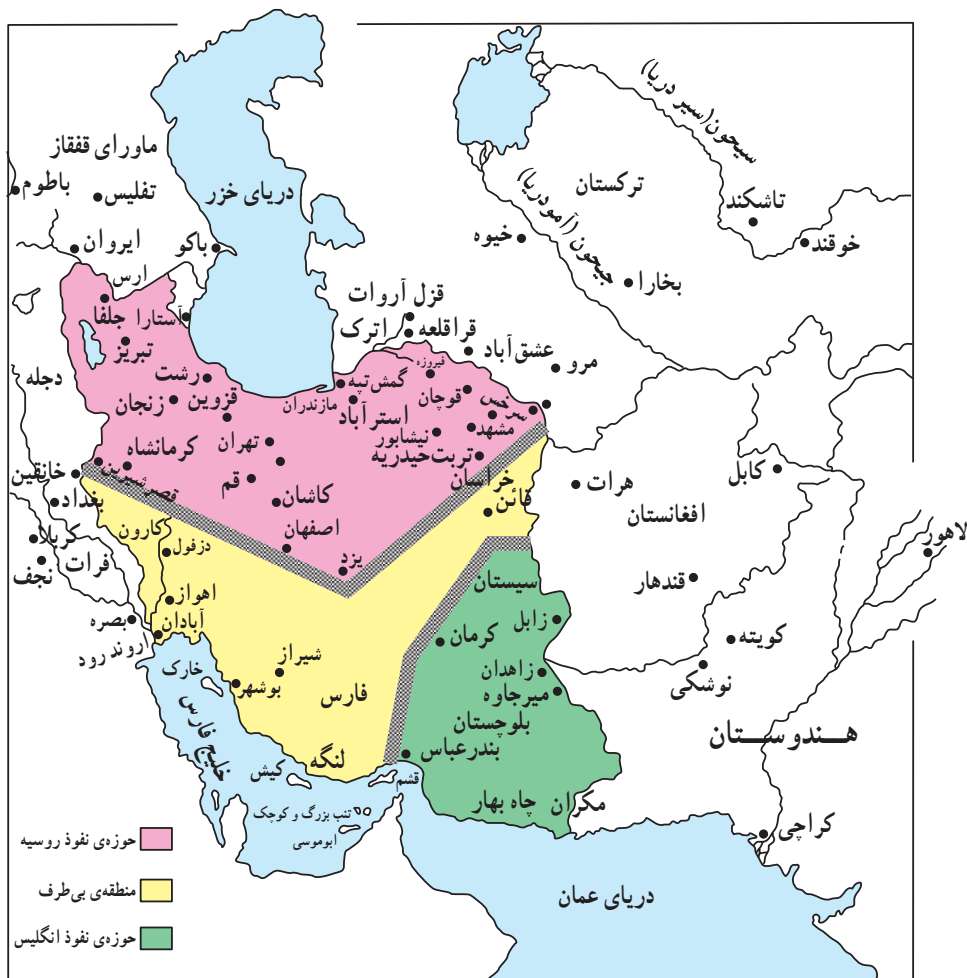 ماورای قفقاز
باطوم
تفلیس
ایروان
باکو
دریای خزر
سیحون (سیر دریا)
ترکستان
جیحون (آمودریا)
تاشکند
خوقند
خیوه
بخارا
ارس
جلفا
آستارا
تبریز
قزل آروات
اترک
قراقلعه
عشق‌آباد
مرو
دجله
رشت
زنجان
قزوین
مازندران
گمش‌تپه
استرآباد
فیروزه
قوچان
سرخس
مشهد
نیشابور
تربت‌حیدریه
تهران
کرمانشاه
قصرشیرین
خانقین
قم
کاشان
خراسان
قائن
هرات
کابل
افغانستان
بغداد
کربلا
نجف
فرات
کارون
دزفول
اصفهان
یزد
لاهور
قندهار
سیستان
زابل
اهواز
آبادان
بصره
اروند رود
کرمان
کویته
نوشکی
خارک
شیراز
بوشهر
فارس
زاهدان
میرجاوه
بلوچستان
بندرعباس
هـنـدوسـتـان
خلیج فارس
کیش
لنگه
قشم
تنب بزرگ و کوچک
ابوموسی
چاه بهار
مکران
کراچی
دریای عمان
حوزه‌ی نفوذ روسیه
منطقه‌ی بی‌طرف
حوزه‌ی نفوذ انگلیس